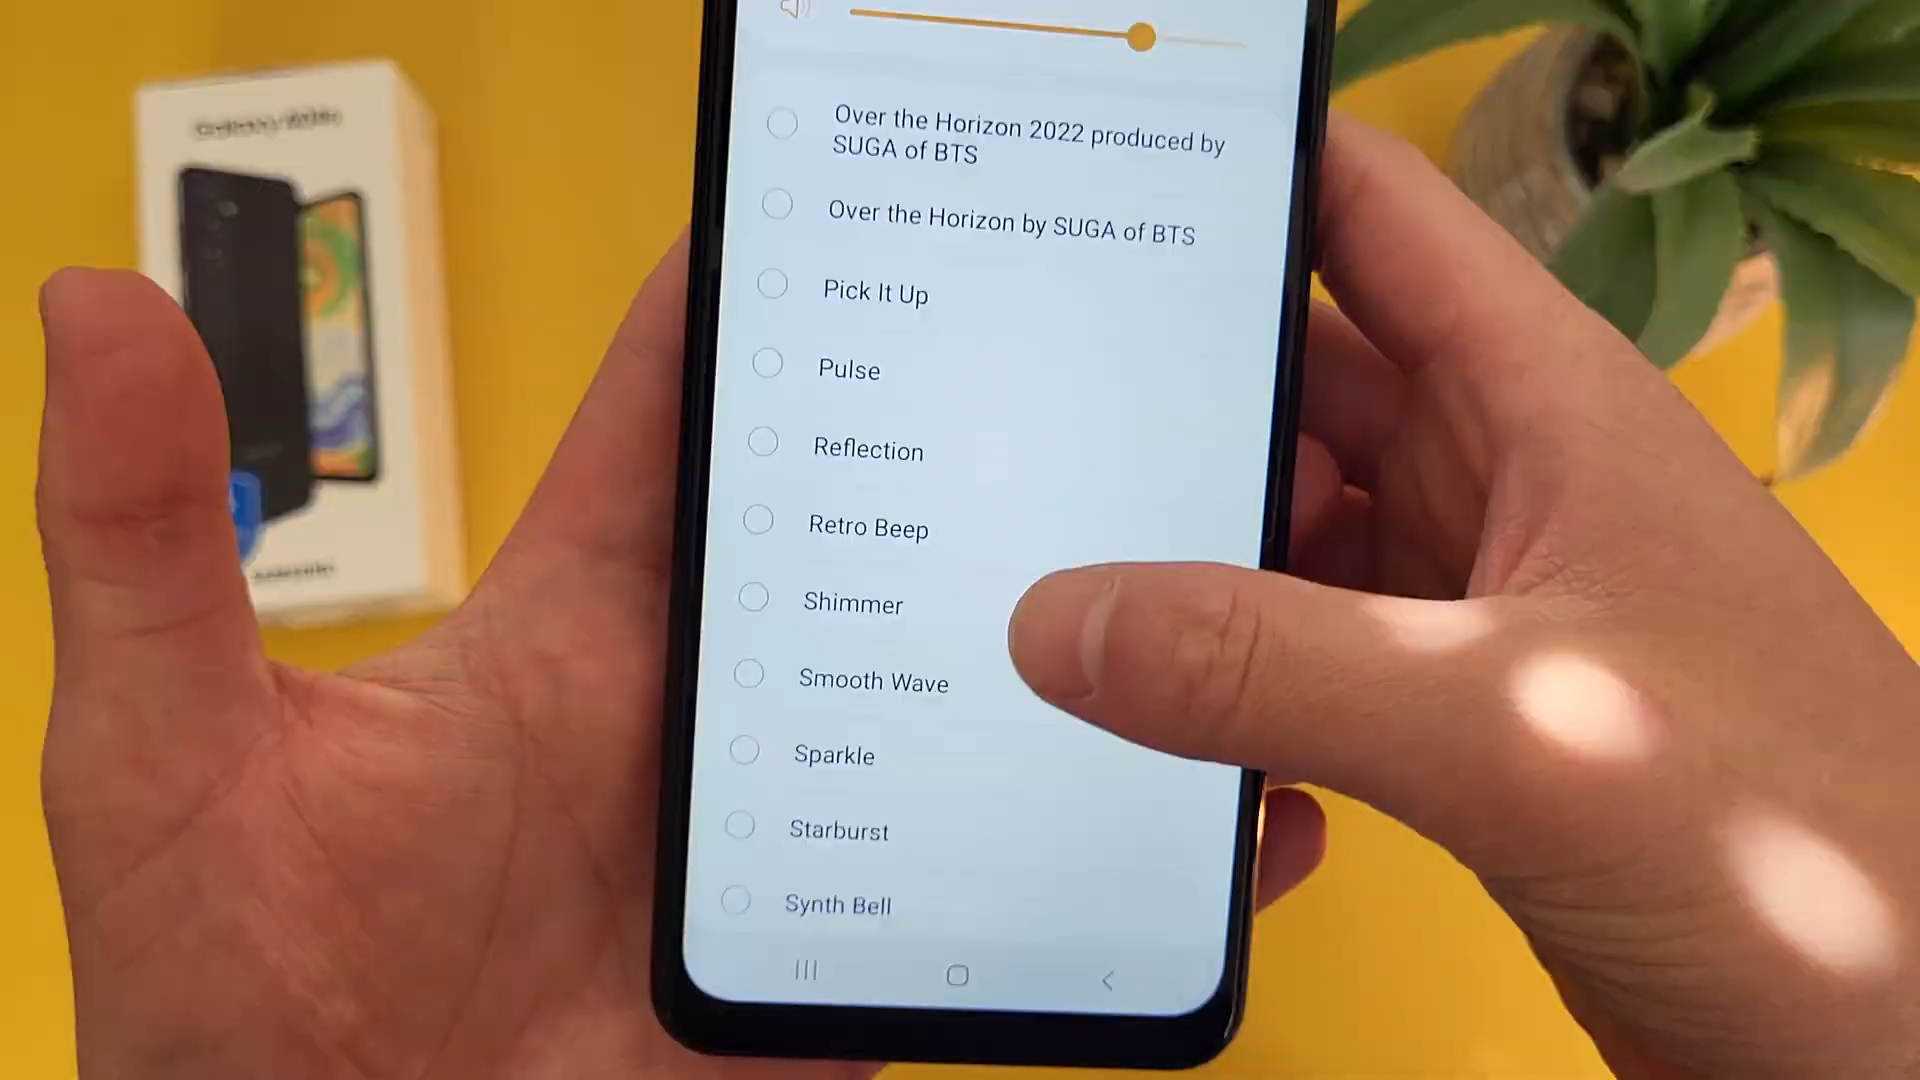 Over the Horizon 2022 produced by
SUGA of BTS
Over the Horizon by SUGA of BTS
Pick It Up
Pulse
Reflection
Retro Beep
Shimmer
Smooth Wave
Sparkle
Starburst
Synth Bell